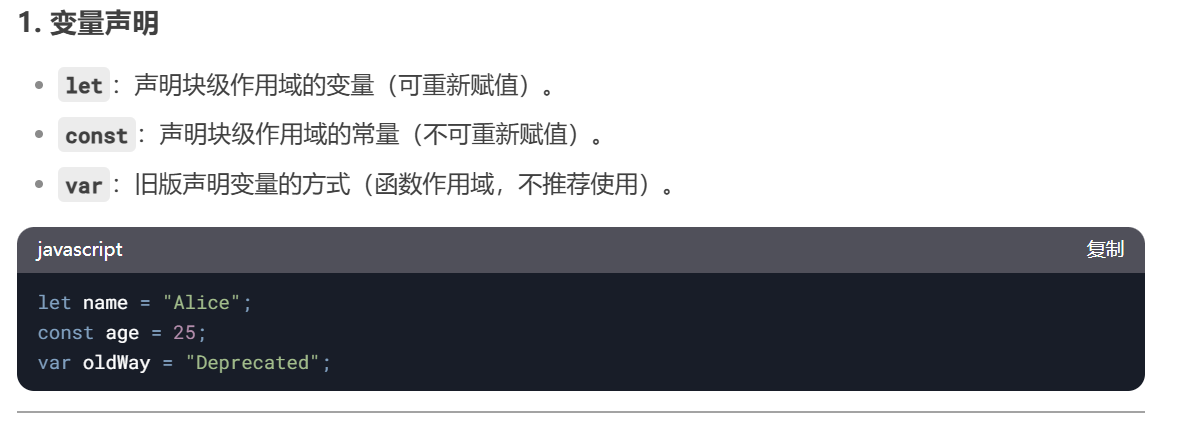 1. 变量声明
let：声明块级作用域的变量（可重新赋值）。
const：声明块级作用域的常量（不可重新赋值）。
var：旧版声明变量的方式（函数作用域，不推荐使用）。
javascript 复制
let name = "Alice";
const age = 25;
var oldWay = "Deprecated";